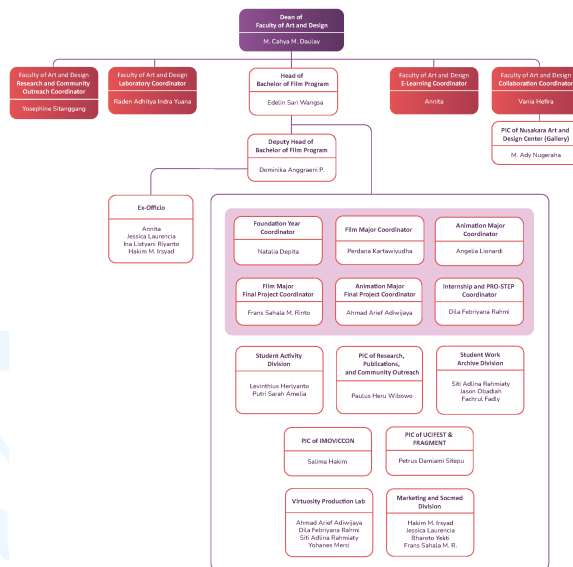 Dean of
Faculty of Art and Design
M. Cahya M. Daulay
Faculty of Art and Design
Research and Community
Outreach Coordinator
Yosephine Sitanggang
Faculty of Art and Design
Laboratory Coordinator
Raden Adhitya Indra Yuana
Head of
Bachelor of Film Program
Edelin Sari Wangsa
Faculty of Art and Design
E-Learning Coordinator
Annita
Faculty of Art and Design
Collaboration Coordinator
Vania Hefira
PIC of Nusakara Art and
Design Center (Gallery)
M. Ady Nugeraha
Deputy Head of
Bachelor of Film Program
Dominika Anggraeni P.
Ex-Officio
Annita
Jessica Laurencia
Ina Listyani Riyanto
Hakim M. Irsyad
Foundation Year
Coordinator
Natalia Depita
Film Major Coordinator
Perdana Kartawiyudha
Animation Major
Coordinator
Angelia Lionardi
Film Major
Final Project Coordinator
Frans Sahala M. Rinto
Animation Major
Final Project Coordinator
Ahmad Arief Adiwijaya
Internship and PRO-STEP
Coordinator
Dila Febriyana Rahmi
Student Activity
Division
Levinthius Herlyanto
Putri Sarah Amelia
PIC of Research,
Publications,
and Community Outreach
Paulus Heru Wibowo
Student Work
Archive Division
Siti Adlina Rahmiaty
Jason Obadiah
Fachrul Fadly
PIC of IMOVICCON
Salima Hakim
PIC of UCIFEST &
FRAGMENT
Petrus Damiami Sitepu
Virtuosity Production Lab
Ahmad Arief Adiwijaya
Dila Febriyana Rahmi
Siti Adlina Rahmiaty
Yohanes Merci
Marketing and Socmed
Division
Hakim M. Irsyad
Jessica Laurencia
Bharoto Yekti
Frans Sahala M. R.